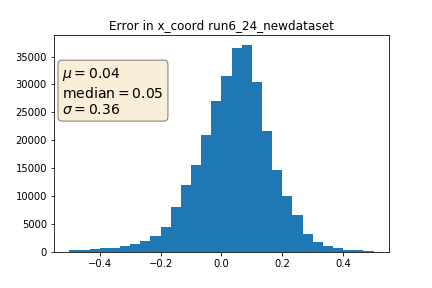 Error in x_coord run6_24_newdataset
μ = 0.04
median = 0.05
σ = 0.36
35000
30000
25000
20000
15000
10000
5000
0
−0.4 −0.2 0.0 0.2 0.4